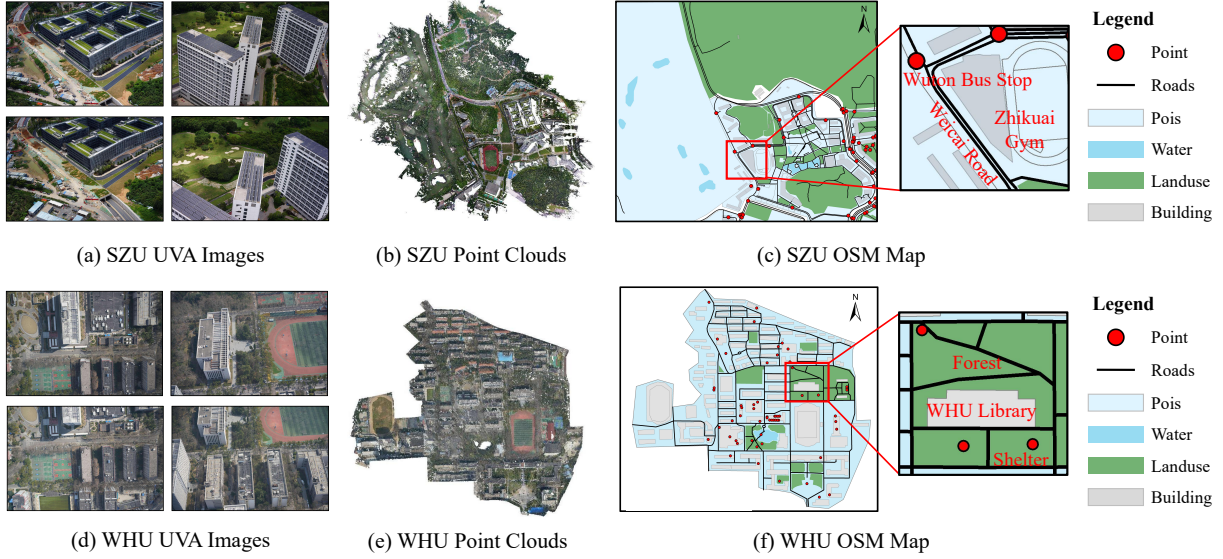 N
Wuton Bus Stop
Weicai Road
Zhikuai
Gym
Legend
Point
Roads
Pois
Water
Landuse
Building
(a) SZU UVA Images
(b) SZU Point Clouds
(c) SZU OSM Map
N
Forest
WHU Library
Shelter
Legend
Point
Roads
Pois
Water
Landuse
Building
(d) WHU UVA Images
(e) WHU Point Clouds
(f) WHU OSM Map